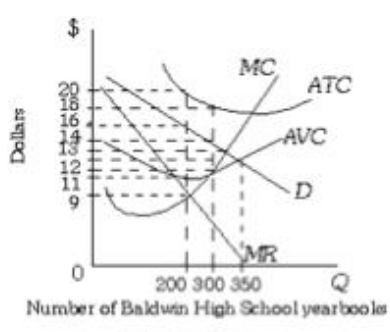 $
MC
ATC
20
18
16
14
13
12
11
9
AVC
D
Dollars
0
MR
200 300 350
Q
Number of Baldwin High School yearbooks